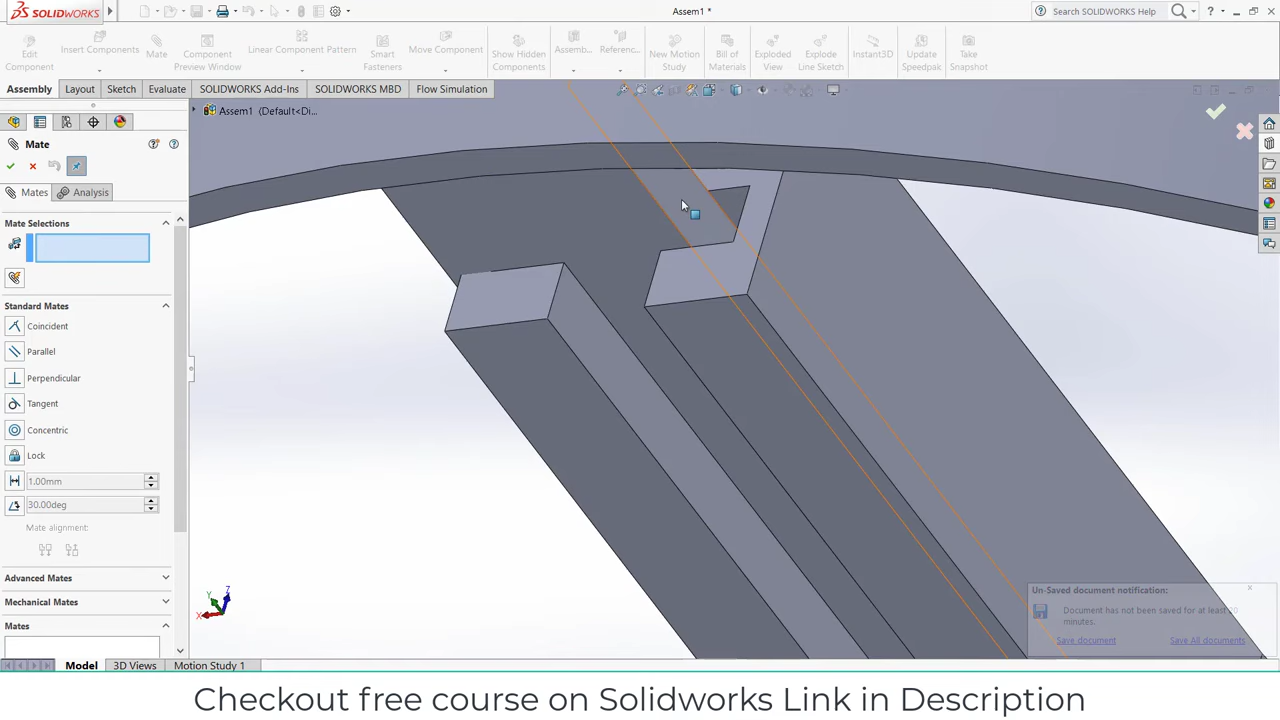 SOLIDWORKS
Assem1 *
Search SOLIDWORKS Help
Edit Component
Insert Components
Mate
Component Preview Window
Linear Component Pattern
Smart Fasteners
Move Component
Show Hidden Components
Assemb...
Referenc...
New Motion Study
Bill of Materials
Exploded View
Explode Line Sketch
Instant3D
Update Speedpak
Take Snapshot
Assembly
Layout
Sketch
Evaluate
SOLIDWORKS Add-Ins
SOLIDWORKS MBD
Flow Simulation
Assem1 (Default<Di...
Mate
Mates
Analysis
Mate Selections
Standard Mates
Coincident
Parallel
Perpendicular
Tangent
Concentric
Lock
1.00mm
30.00deg
Mate alignment:
Advanced Mates
Mechanical Mates
Mates
X
Y
Z
Un-Saved document notification:
Document has not been saved for at least 20
minutes.
Save document
Save All documents
Model
3D Views
Motion Study 1
Checkout free course on Solidworks Link in Description